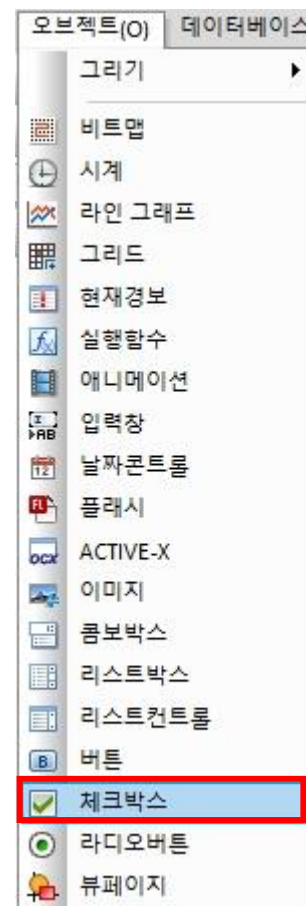 오브젝트(O) 데이터베이스
그리기
비트맵
시계
라인 그래프
그리드
현재경보
실행함수
애니메이션
입력창
날짜콘트롤
플래시
ACTIVE-X
이미지
콤보박스
리스트박스
리스트컨트롤
버튼
체크박스
라디오버튼
뷰페이지